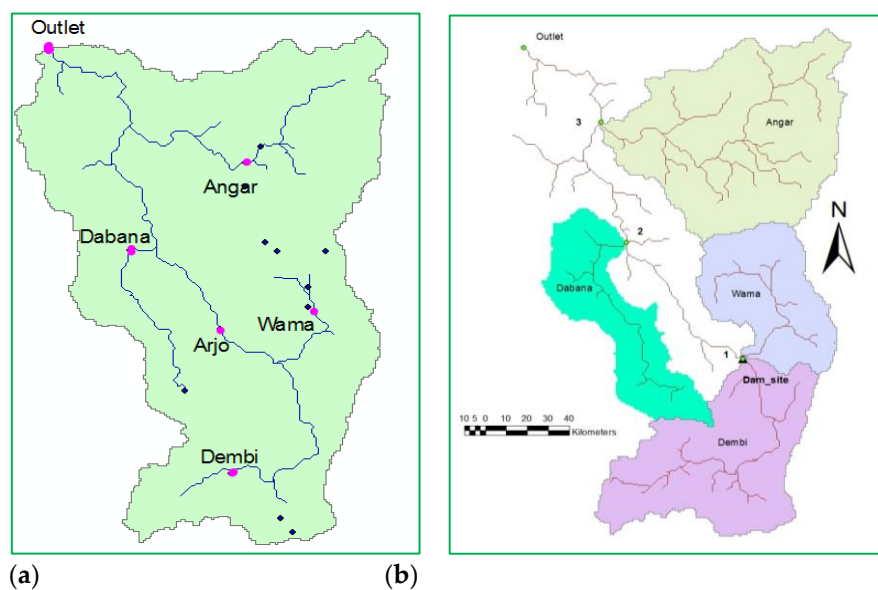 Outlet
Angar
Dabana
Wama
Arjo
Dembi
(a)
Outlet
3
Angar
N
2
Dabana
Wama
1
Dam_site
10 5 0 10 20 30 40
Kilometers
Dembi
(b)